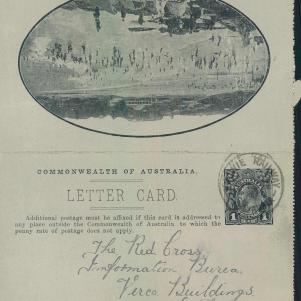 COMMONWEALTH OF AUSTRALIA.
LETTER CARD.
Additional postage must be affixed if this card is addressed to
any place outside the Commonwealth of Australia to which the
penny rate of postage does not apply.
1
1
The Red Cross
Information Burea
Verco Buildings